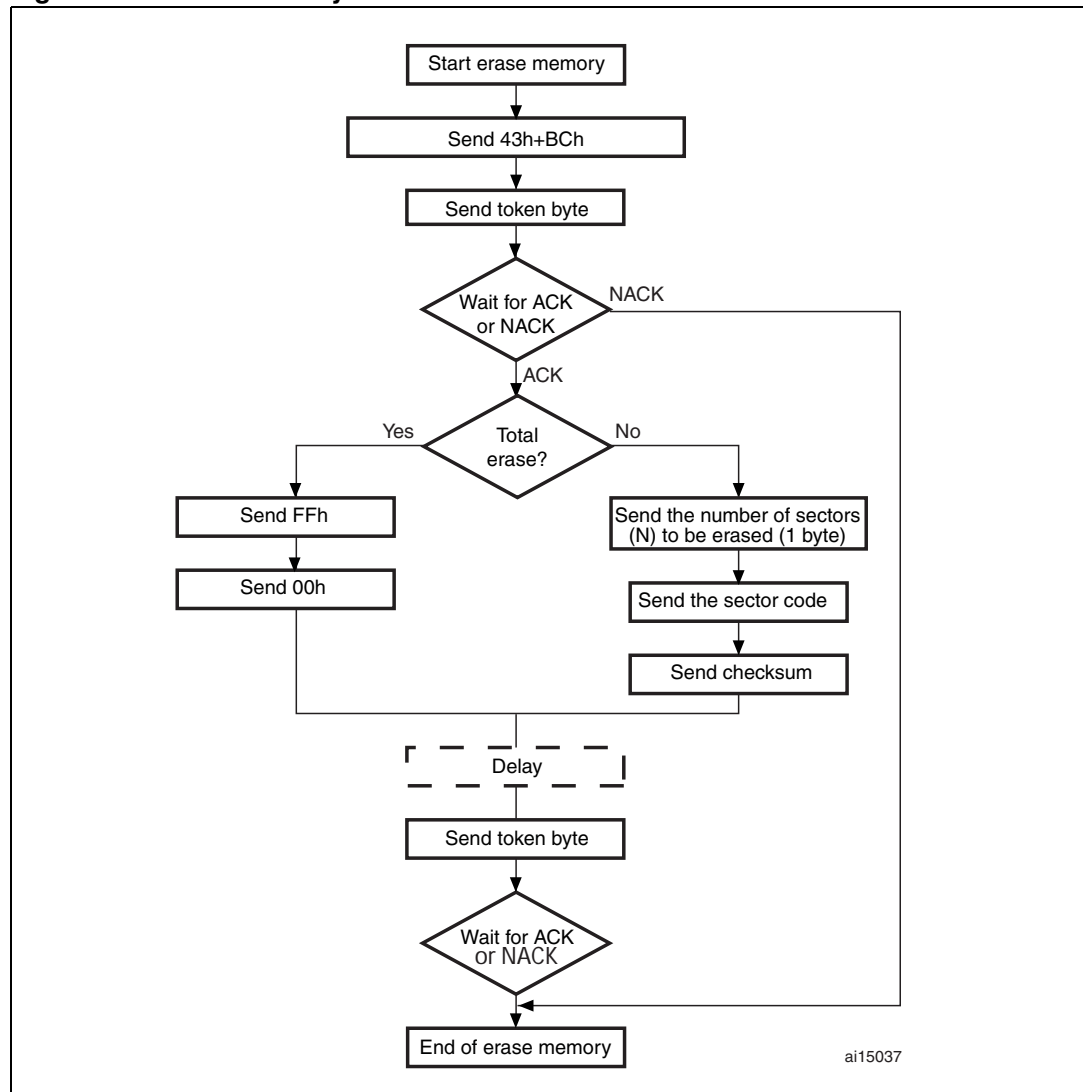 Start erase memory
Send 43h+BCh
Send token byte
Wait for ACK
or NACK
NACK
ACK
Yes
Total
erase?
No
Send FFh
Send 00h
Send the number of sectors
(N) to be erased (1 byte)
Send the sector code
Send checksum
Delay
Send token byte
Wait for ACK
or NACK
End of erase memory
ai15037